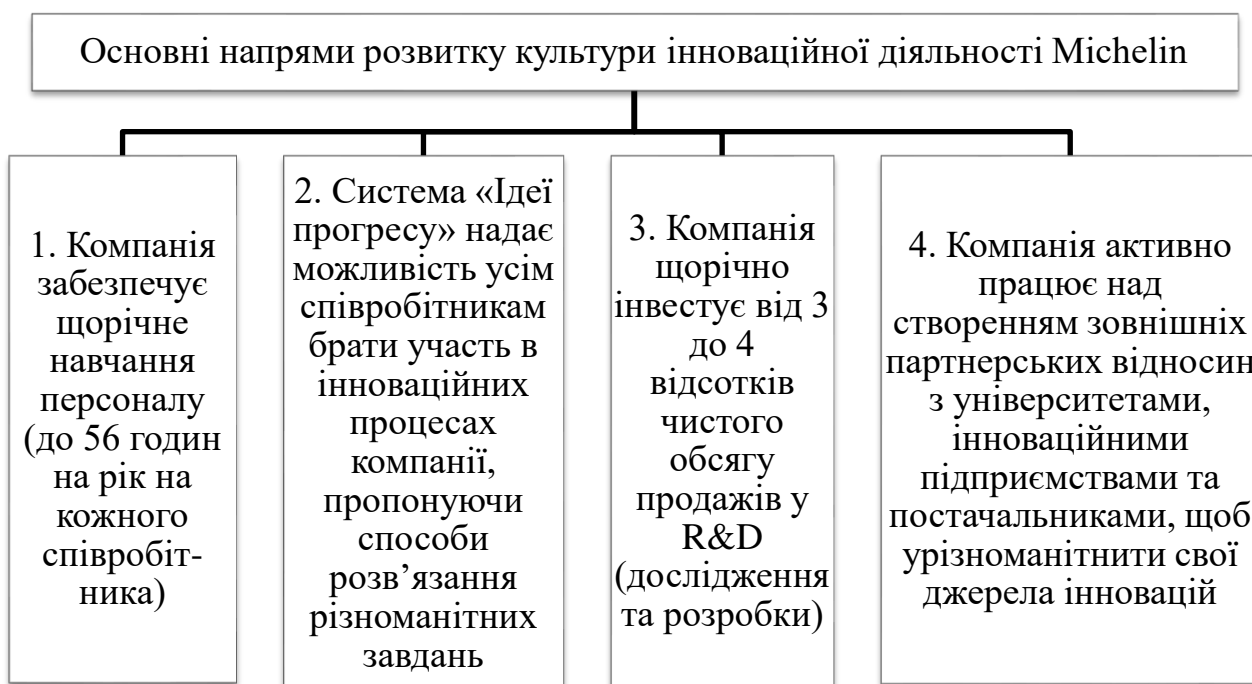 Основні напрями розвитку культури інноваційної діяльності Michelin
1. Компанія
забезпечує
щорічне
навчання
персоналу
(до 56 годин
на рік на
кожного
співробіт-
ника)
2. Система «Ідеї
прогресу» надає
можливість усім
співробітникам
брати участь в
інноваційних
процесах
компанії,
пропонуючи
способи
розв’язання
різноманітних
завдань
3. Компанія
щорічно
інвестує від 3
до 4
відсотків
чистого
обсягу
продажів у
R&D
(дослідження
та розробки)
4. Компанія активно
працює над
створенням зовнішніх
партнерських відносин
з університетами,
інноваційними
підприємствами та
постачальниками, щоб
урізноманітнити свої
джерела інновацій